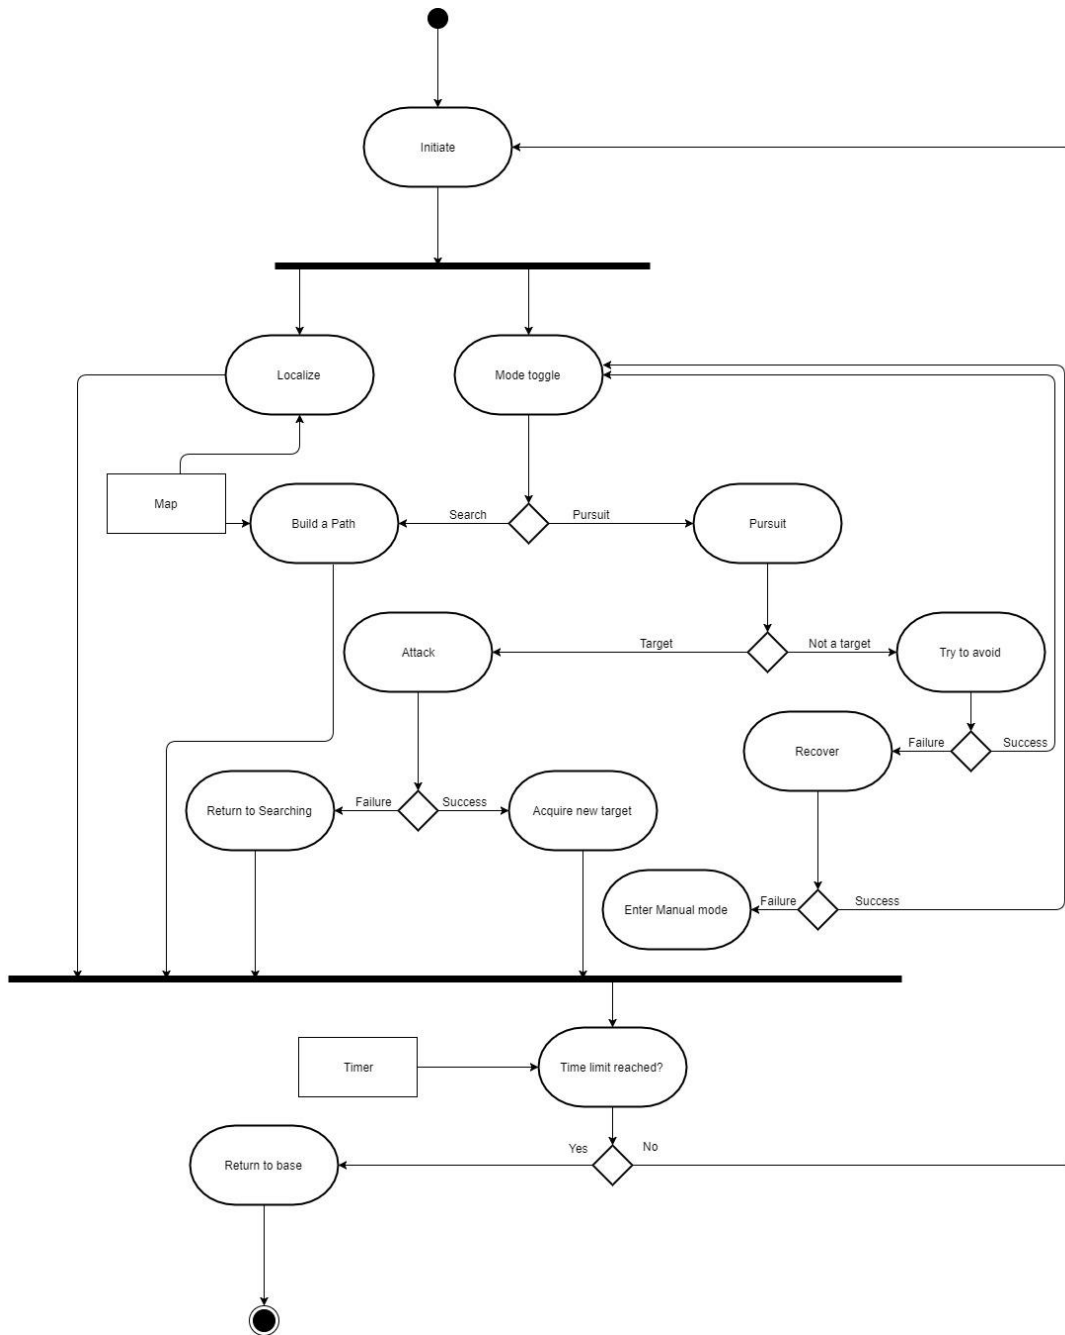 Initiate
Localize
Mode toggle
Map
Build a Path
Search
Pursuit
Pursuit
Attack
Target
Not a target
Try to avoid
Recover
Failure
Success
Return to Searching
Failure
Success
Acquire new target
Enter Manual mode
Failure
Success
Timer
Time limit reached?
Return to base
Yes
No